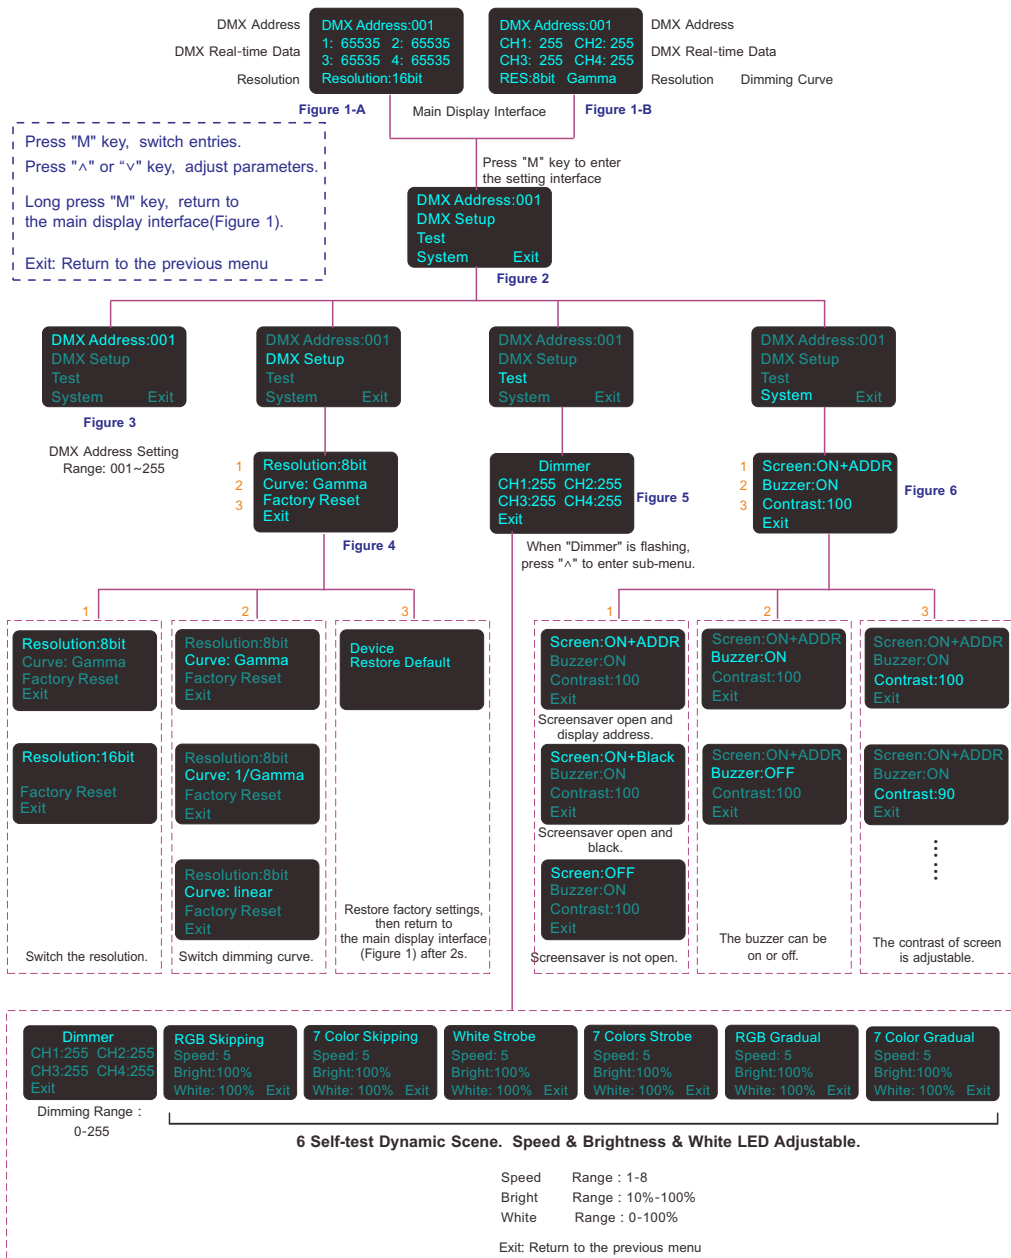 DMX Address
DMX Address:001
1: 65535 2: 65535
DMX Real-time Data
3: 65535 4: 65535
Resolution
Resolution:16bit
Figure 1-A
DMX Address:001
DMX Address
CH1: 255 CH2: 255
CH3: 255 CH4: 255
DMX Real-time Data
RES:8bit Gamma
Resolution Dimming Curve
Main Display Interface
Figure 1-B
Press "M" key, switch entries.
Press "∧" or "∨" key, adjust parameters.
Long press "M" key, return to
the main display interface(Figure 1).
Exit: Return to the previous menu
Press "M" key to enter
the setting interface
DMX Address:001
DMX Setup
Test
System Exit
Figure 2
DMX Address:001
DMX Setup
Test
System Exit
Figure 3
DMX Address Setting
Range: 001~255
DMX Address:001
DMX Setup
Test
System Exit
DMX Address:001
DMX Setup
Test
System Exit
DMX Address:001
DMX Setup
Test
System Exit
1 Resolution:8bit
2 Curve: Gamma
3 Factory Reset
Exit
Figure 4
Dimmer
CH1:255 CH2:255
CH3:255 CH4:255
Exit
Figure 5
When "Dimmer" is flashing,
press "∧" to enter sub-menu.
1 Screen:ON+ADDR
2 Buzzer:ON
3 Contrast:100
Exit
Figure 6
1
Resolution:8bit
Curve: Gamma
Factory Reset
Exit
Resolution:16bit
Factory Reset
Exit
Switch the resolution.
2
Resolution:8bit
Curve: Gamma
Factory Reset
Exit
Resolution:8bit
Curve: 1/Gamma
Factory Reset
Exit
Resolution:8bit
Curve: linear
Factory Reset
Exit
Switch dimming curve.
3
Device
Restore Default
Restore factory settings,
then return to
the main display interface
(Figure 1) after 2s.
1
Screen:ON+ADDR
Buzzer:ON
Contrast:100
Exit
Screensaver open and
display address.
Screen:ON+Black
Buzzer:ON
Contrast:100
Exit
Screensaver open and
black.
Screen:OFF
Buzzer:ON
Contrast:100
Exit
Screensaver is not open.
2
Screen:ON+ADDR
Buzzer:ON
Contrast:100
Exit
Screen:ON+ADDR
Buzzer:OFF
Contrast:100
Exit
The buzzer can be
on or off.
3
Screen:ON+ADDR
Buzzer:ON
Contrast:100
Exit
Screen:ON+ADDR
Buzzer:ON
Contrast:90
Exit
The contrast of screen
is adjustable.
Dimmer
CH1:255 CH2:255
CH3:255 CH4:255
Exit
Dimming Range :
0-255
RGB Skipping
Speed: 5
Bright:100%
White: 100% Exit
7 Color Skipping
Speed: 5
Bright:100%
White: 100% Exit
White Strobe
Speed: 5
Bright:100%
White: 100% Exit
7 Colors Strobe
Speed: 5
Bright:100%
White: 100% Exit
RGB Gradual
Speed: 5
Bright:100%
White: 100% Exit
7 Color Gradual
Speed: 5
Bright:100%
White: 100% Exit
6 Self-test Dynamic Scene. Speed & Brightness & White LED Adjustable.
Speed Range : 1-8
Bright Range : 10%-100%
White Range : 0-100%
Exit: Return to the previous menu